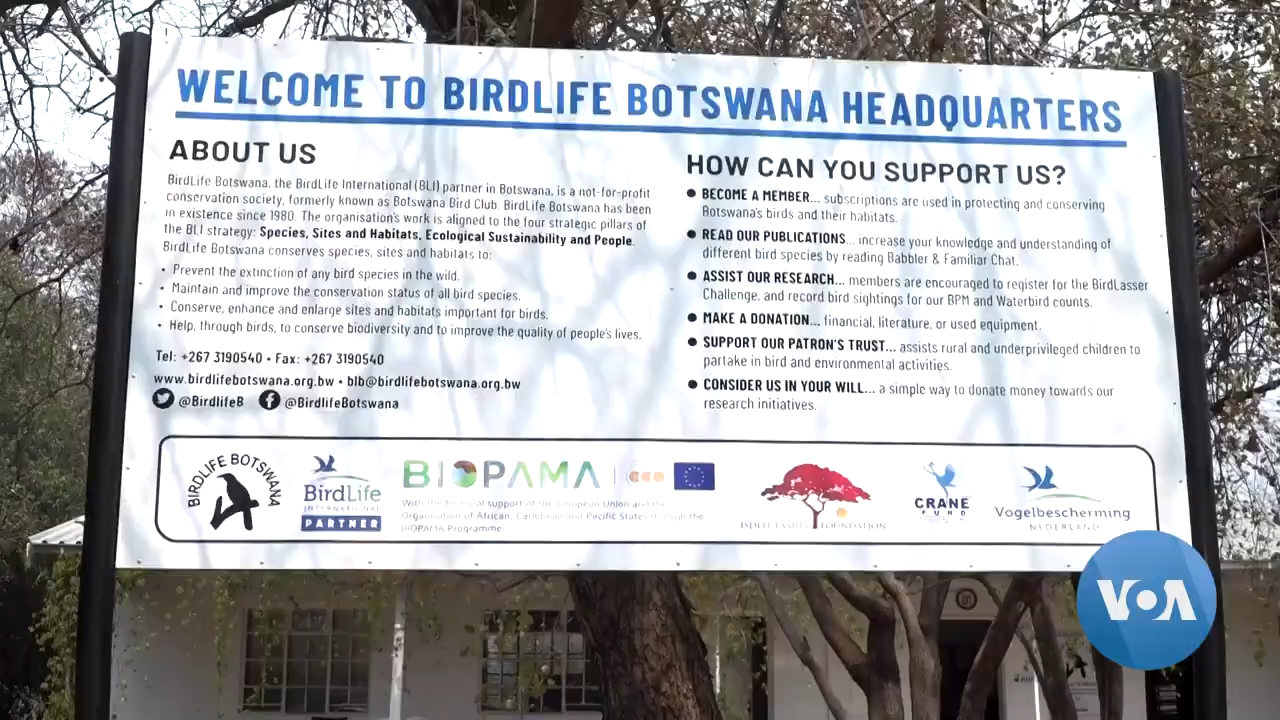 WELCOME TO BIRDLIFE BOTSWANA HEADQUARTERS
ABOUT US
BirdLife Botswana, the BirdLife International (BLI) partner in Botswana, is a not-for-profit
conservation society, formerly known as Botswana Bird Club. BirdLife Botswana has been
in existence since 1980. The organisation's work is aligned to the four strategic pillars of
the BLI strategy: Species, Sites and Habitats, Ecological Sustainability and People.
BirdLife Botswana conserves species, sites and habitats to:
• Prevent the extinction of any bird species in the wild.
• Maintain and improve the conservation status of all bird species.
• Conserve, enhance and enlarge sites and habitats important for birds.
• Help, through birds, to conserve biodiversity and to improve the quality of people's lives.
Tel: +267 3190540 • Fax: +267 3190540
www.birdlifebotswana.org.bw • blb@birdlifebotswana.org.bw
@BirdlifeB @BirdlifeBotswana
HOW CAN YOU SUPPORT US?
● BECOME A MEMBER... subscriptions are used in protecting and conserving
Botswana's birds and their habitats.
● READ OUR PUBLICATIONS... increase your knowledge and understanding of
different bird species by reading Babbler & Familiar Chat.
● ASSIST OUR RESEARCH... members are encouraged to register for the BirdLasser
Challenge, and record bird sightings for our BPM and Waterbird counts.
● MAKE A DONATION... financial, literature, or used equipment.
● SUPPORT OUR PATRON'S TRUST... assists rural and underprivileged children to
partake in bird and environmental activities.
● CONSIDER US IN YOUR WILL... a simple way to donate money towards our
research initiatives.
BIRDLIFE BOTSWANA
BirdLife
INTERNATIONAL
PARTNER
BIOPAMA
With the financial support of the European Union and the
Organisation of African, Caribbean and Pacific States through the
BIOPAMA Programme
FAMILY FOUNDATION
CRANE
FUND
Vogelbescherming
NEDERLAND
VOA